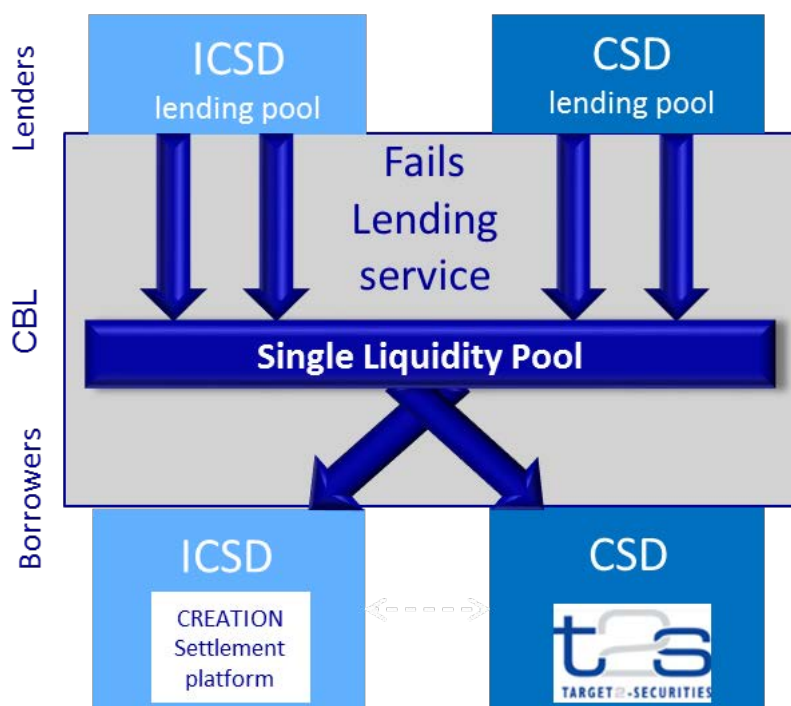 Lenders
ICSD
lending pool
CSD
lending pool
Fails
Lending
service
CBL
Single Liquidity Pool
Borrowers
ICSD
CREATION
Settlement
platform
CSD
t2s
TARGET2-SECURITIES